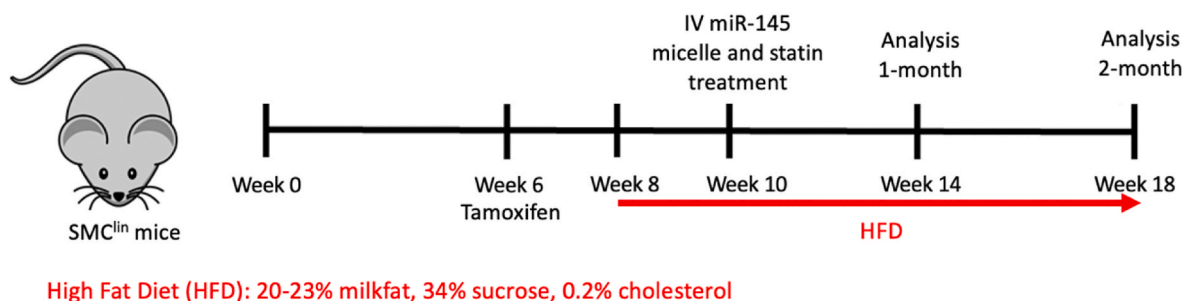 IV miR-145
micelle and statin
treatment
Analysis
1-month
Analysis
2-month
Week 0
Week 6
Tamoxifen
Week 8
Week 10
Week 14
Week 18
SMC^lin mice
HFD
High Fat Diet (HFD): 20-23% milkfat, 34% sucrose, 0.2% cholesterol